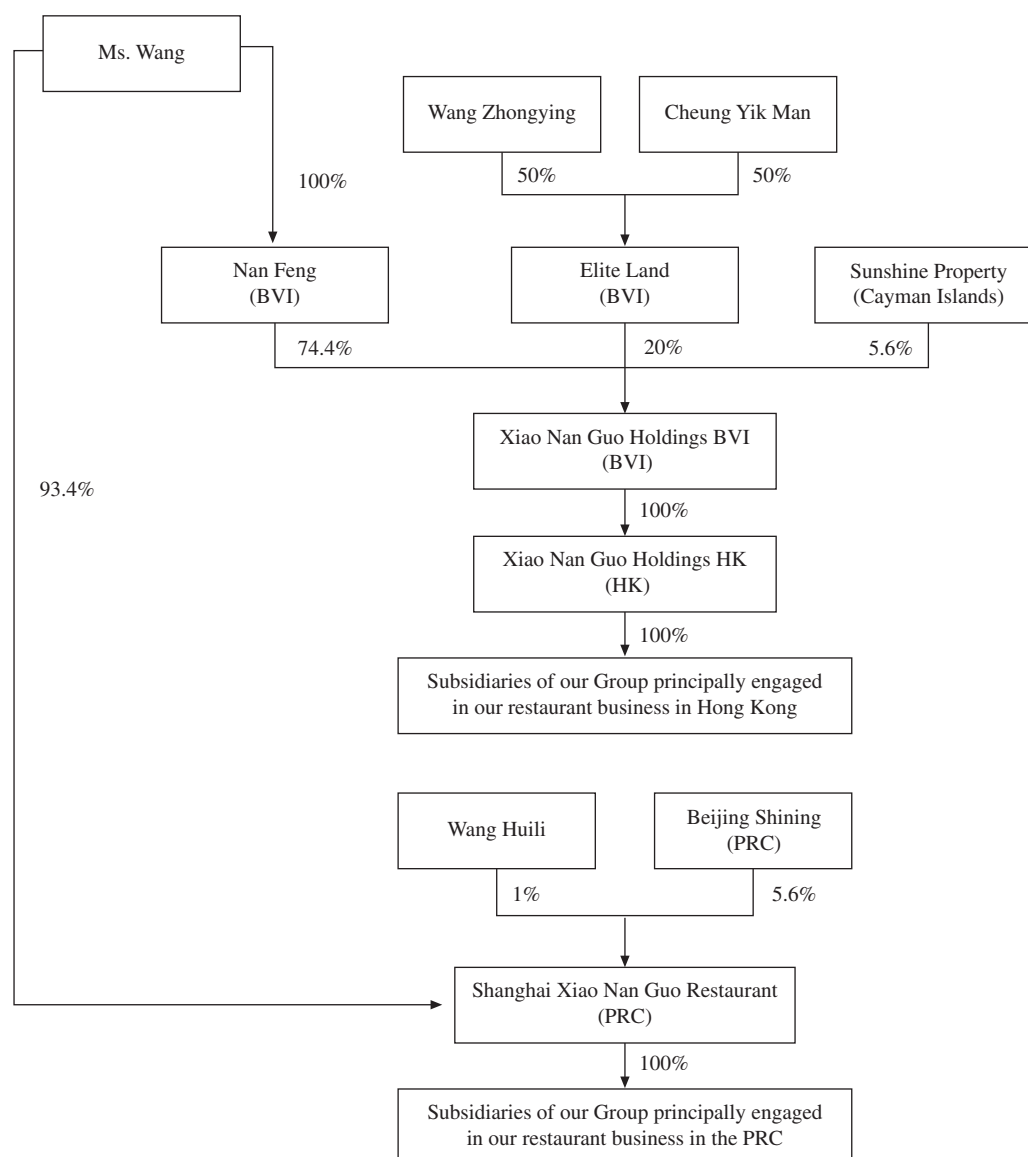 Ms. Wang
Wang Zhongying
Cheung Yik Man
50%
50%
100%
Nan Feng
(BVI)
Elite Land
(BVI)
Sunshine Property
(Cayman Islands)
74.4%
20%
5.6%
Xiao Nan Guo Holdings BVI
(BVI)
93.4%
100%
Xiao Nan Guo Holdings HK
(HK)
100%
Subsidiaries of our Group principally engaged
in our restaurant business in Hong Kong
Wang Huili
Beijing Shining
(PRC)
1%
5.6%
Shanghai Xiao Nan Guo Restaurant
(PRC)
100%
Subsidiaries of our Group principally engaged
in our restaurant business in the PRC